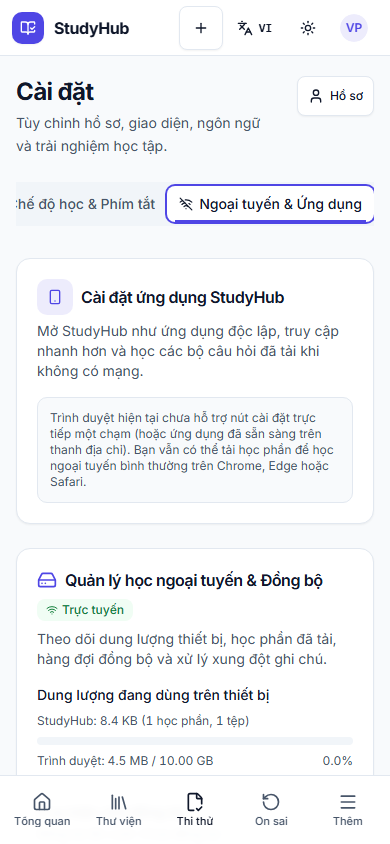 StudyHub
VI
VP
Cài đặt
Hồ sơ
Tùy chỉnh hồ sơ, giao diện, ngôn ngữ
và trải nghiệm học tập.
hế độ học & Phím tắt
Ngoại tuyến & Ứng dụng
Cài đặt ứng dụng StudyHub
Mở StudyHub như ứng dụng độc lập, truy cập
nhanh hơn và học các bộ câu hỏi đã tải khi
không có mạng.
Trình duyệt hiện tại chưa hỗ trợ nút cài đặt trực
tiếp một chạm (hoặc ứng dụng đã sẵn sàng trên
thanh địa chỉ). Bạn vẫn có thể tải học phần để học
ngoại tuyến bình thường trên Chrome, Edge hoặc
Safari.
Quản lý học ngoại tuyến & Đồng bộ
Trực tuyến
Theo dõi dung lượng thiết bị, học phần đã tải,
hàng đợi đồng bộ và xử lý xung đột ghi chú.
Dung lượng đang dùng trên thiết bị
StudyHub: 8.4 KB (1 học phần, 1 tệp)
Trình duyệt: 4.5 MB / 10.00 GB
0.0%
Tổng quan
Thư viện
Thi thử
Ôn sai
Thêm